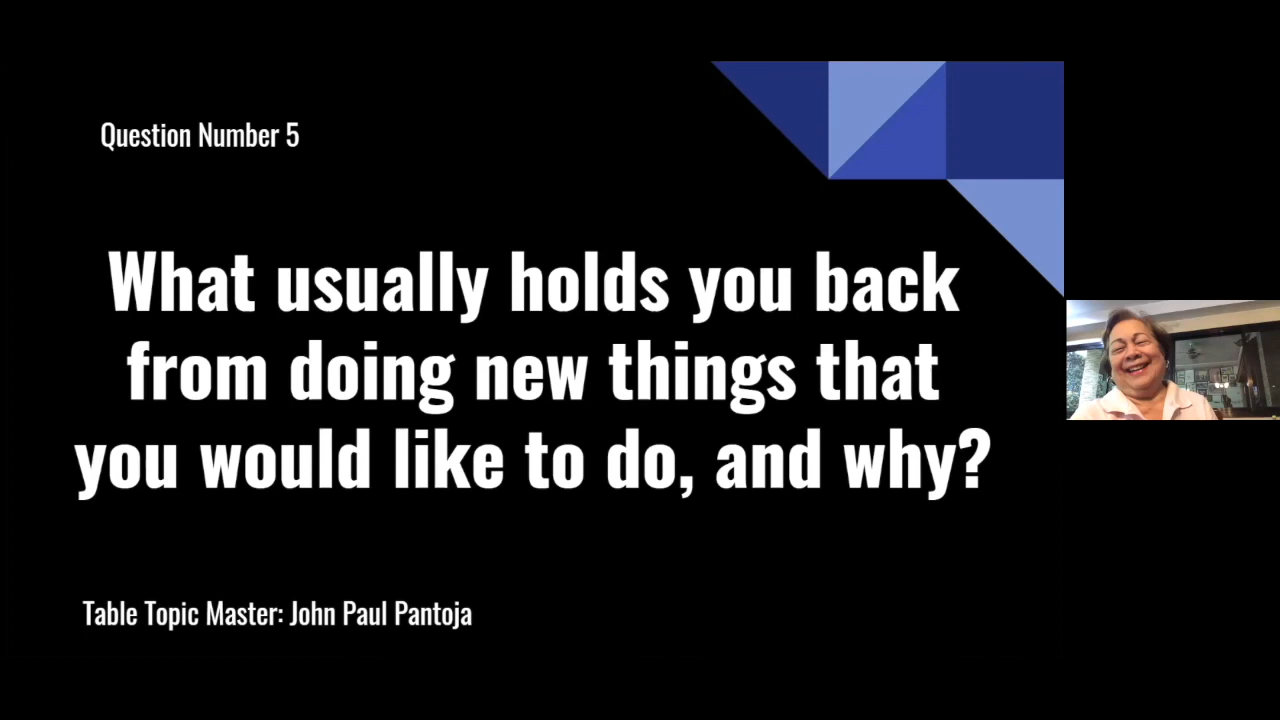 Question Number 5
What usually holds you back
from doing new things that
you would like to do, and why?
Table Topic Master: John Paul Pantoja